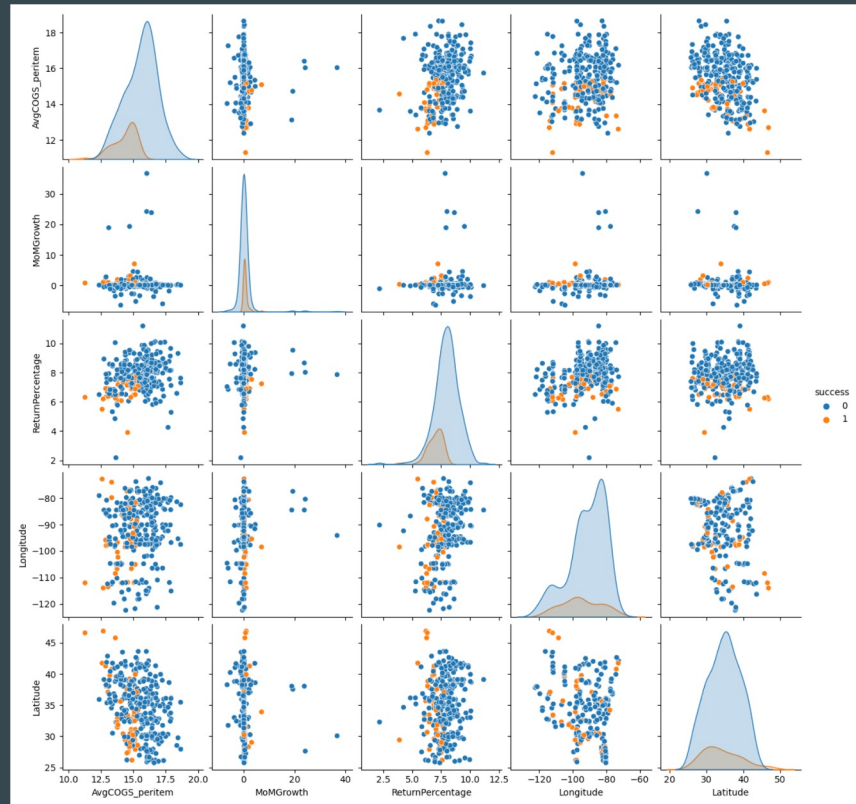 18
16
14
12
AvgCOGS_peritem
30
20
10
0
MoMGrowth
10
8
6
4
2
ReturnPercentage
success
0
1
−80
−90
−100
−110
−120
Longitude
45
40
35
30
25
Latitude
10.0 12.5 15.0 17.5 20.0
0 20 40
2.5 5.0 7.5 10.0 12.5
−120 −100 −80 −60
20 30 40 50
AvgCOGS_peritem MoMGrowth ReturnPercentage Longitude Latitude